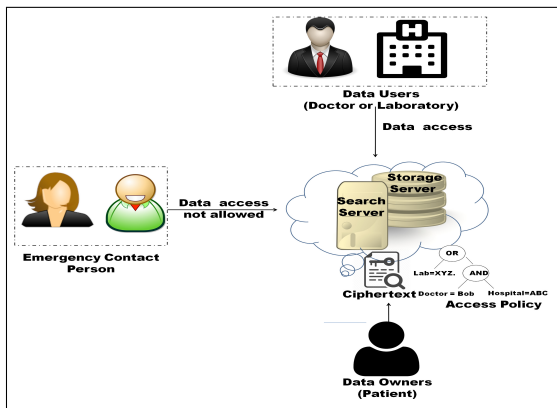 H
Data Users
(Doctor or Laboratory)
Data access
Storage
Server
Search
Server
Data access
not allowed
Emergency Contact
Person
OR
Lab=XYZ.
AND
Ciphertext
Doctor = Bob
Hospital=ABC
Access Policy
Data Owners
(Patient)